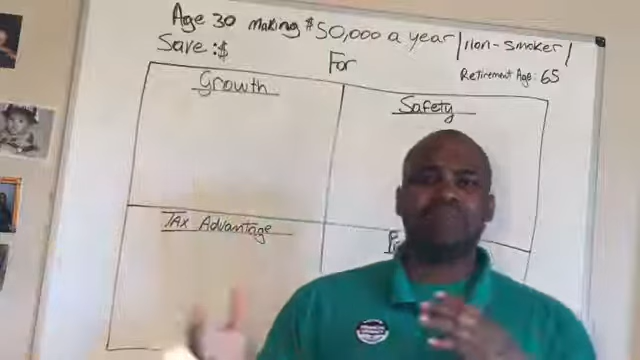 Age 30 making $50,000 a year / non-smoker /
Save: $ For
Retirement Age: 65
Growth
Safety
TAX Advantage